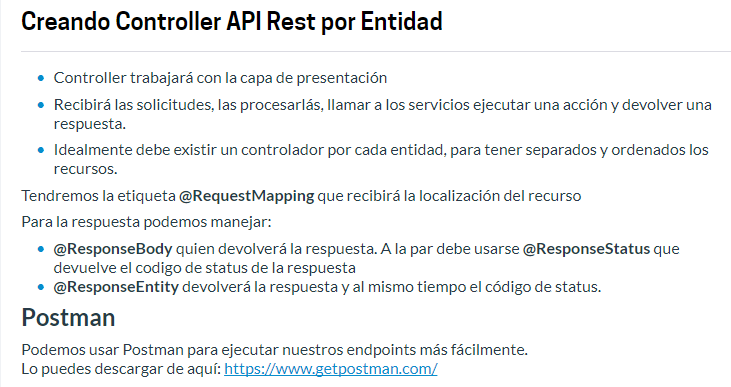 Creando Controller API Rest por Entidad
• Controller trabajará con la capa de presentación
• Recibirá las solicitudes, las procesarlás, llamar a los servicios ejecutar una acción y devolver una
respuesta.
• Idealmente debe existir un controlador por cada entidad, para tener separados y ordenados los
recursos.
Tendremos la etiqueta @RequestMapping que recibirá la localización del recurso
Para la respuesta podemos manejar:
• @ResponseBody quien devolverá la respuesta. A la par debe usarse @ResponseStatus que
devuelve el codigo de status de la respuesta
• @ResponseEntity devolverá la respuesta y al mismo tiempo el código de status.
Postman
Podemos usar Postman para ejecutar nuestros endpoints más fácilmente.
Lo puedes descargar de aquí: https://www.getpostman.com/